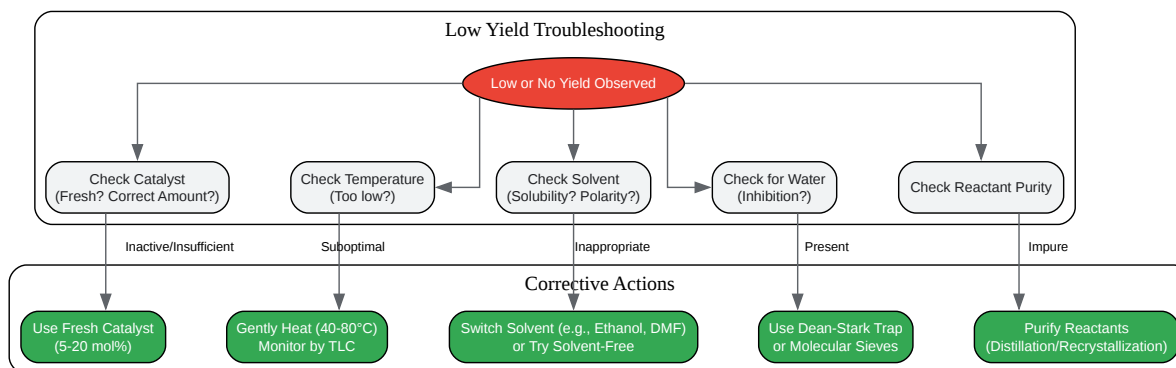 Low Yield Troubleshooting
Low or No Yield Observed
Check Catalyst
(Fresh? Correct Amount?)
Check Temperature
(Too low?)
Check Solvent
(Solubility? Polarity?)
Check for Water
(Inhibition?)
Check Reactant Purity
Inactive/Insufficient
Suboptimal
Inappropriate
Present
Impure
Corrective Actions
Use Fresh Catalyst
(5-20 mol%)
Gently Heat (40-80°C)
Monitor by TLC
Switch Solvent (e.g., Ethanol, DMF)
or Try Solvent-Free
Use Dean-Stark Trap
or Molecular Sieves
Purify Reactants
(Distillation/Recrystallization)